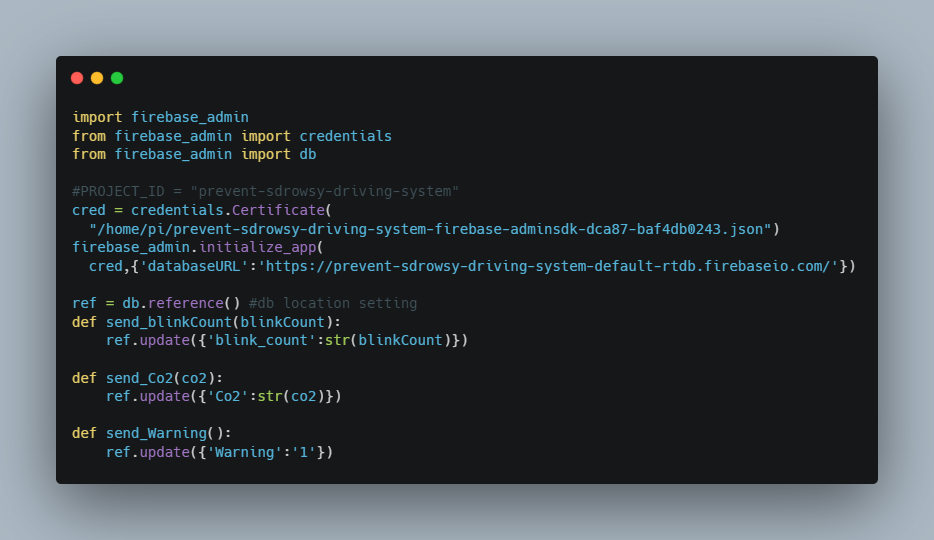 import firebase_admin
from firebase_admin import credentials
from firebase_admin import db
#PROJECT_ID = "prevent-sdrowsy-driving-system"
cred = credentials.Certificate(
"/home/pi/prevent-sdrowsy-driving-system-firebase-adminsdk-dca87-baf4db0243.json")
firebase_admin.initialize_app(
cred,{'databaseURL':'https://prevent-sdrowsy-driving-system-default-rtdb.firebaseio.com/'})
ref = db.reference() #db location setting
def send_blinkCount(blinkCount):
ref.update({'blink_count':str(blinkCount)})
def send_Co2(co2):
ref.update({'Co2':str(co2)})
def send_Warning():
ref.update({'Warning':'1'})